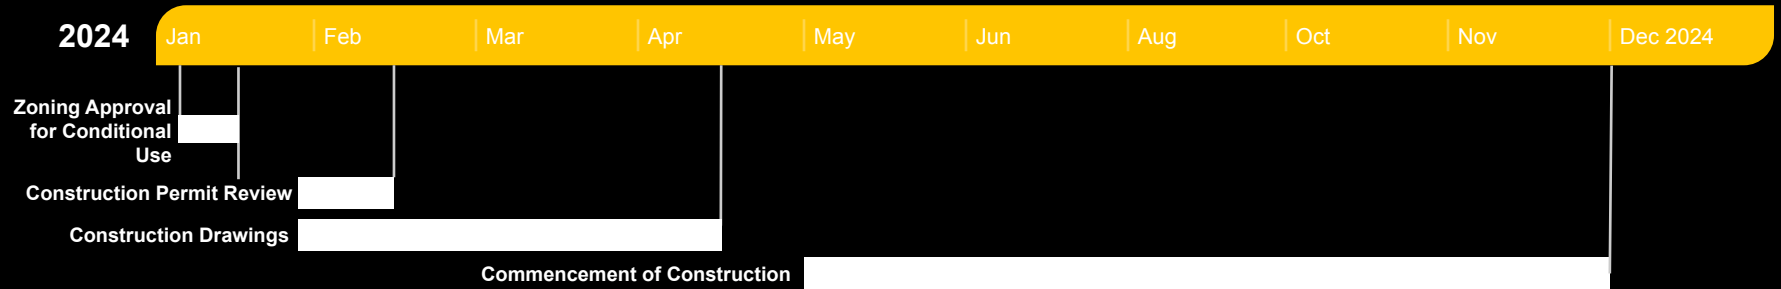 2024 Jan Feb Mar Apr May Jun Aug Oct Nov Dec 2024
Zoning Approval
for Conditional
Use
Construction Permit Review
Construction Drawings
Commencement of Construction